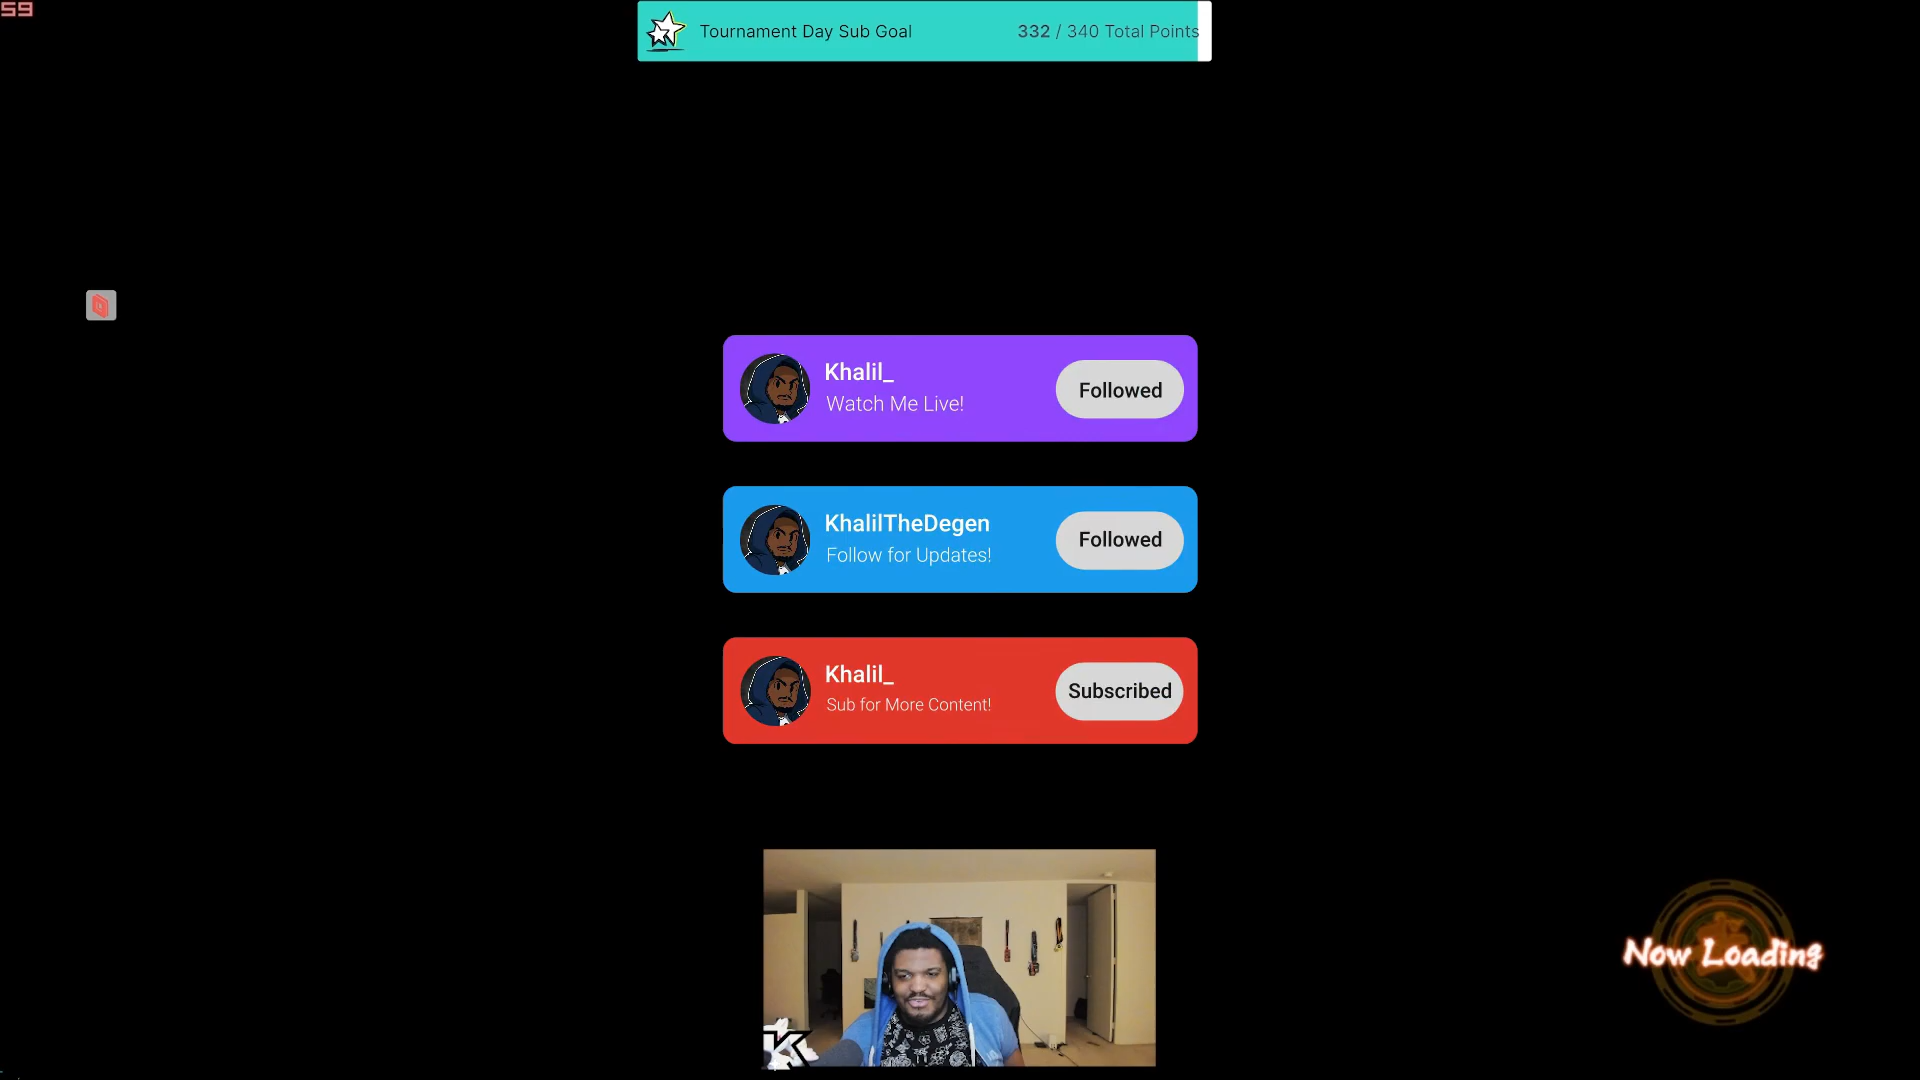 59
Tournament Day Sub Goal
332 / 340 Total Points
Khalil_
Watch Me Live!
Followed
KhalilTheDegen
Follow for Updates!
Followed
Khalil_
Sub for More Content!
Subscribed
Now Loading
K